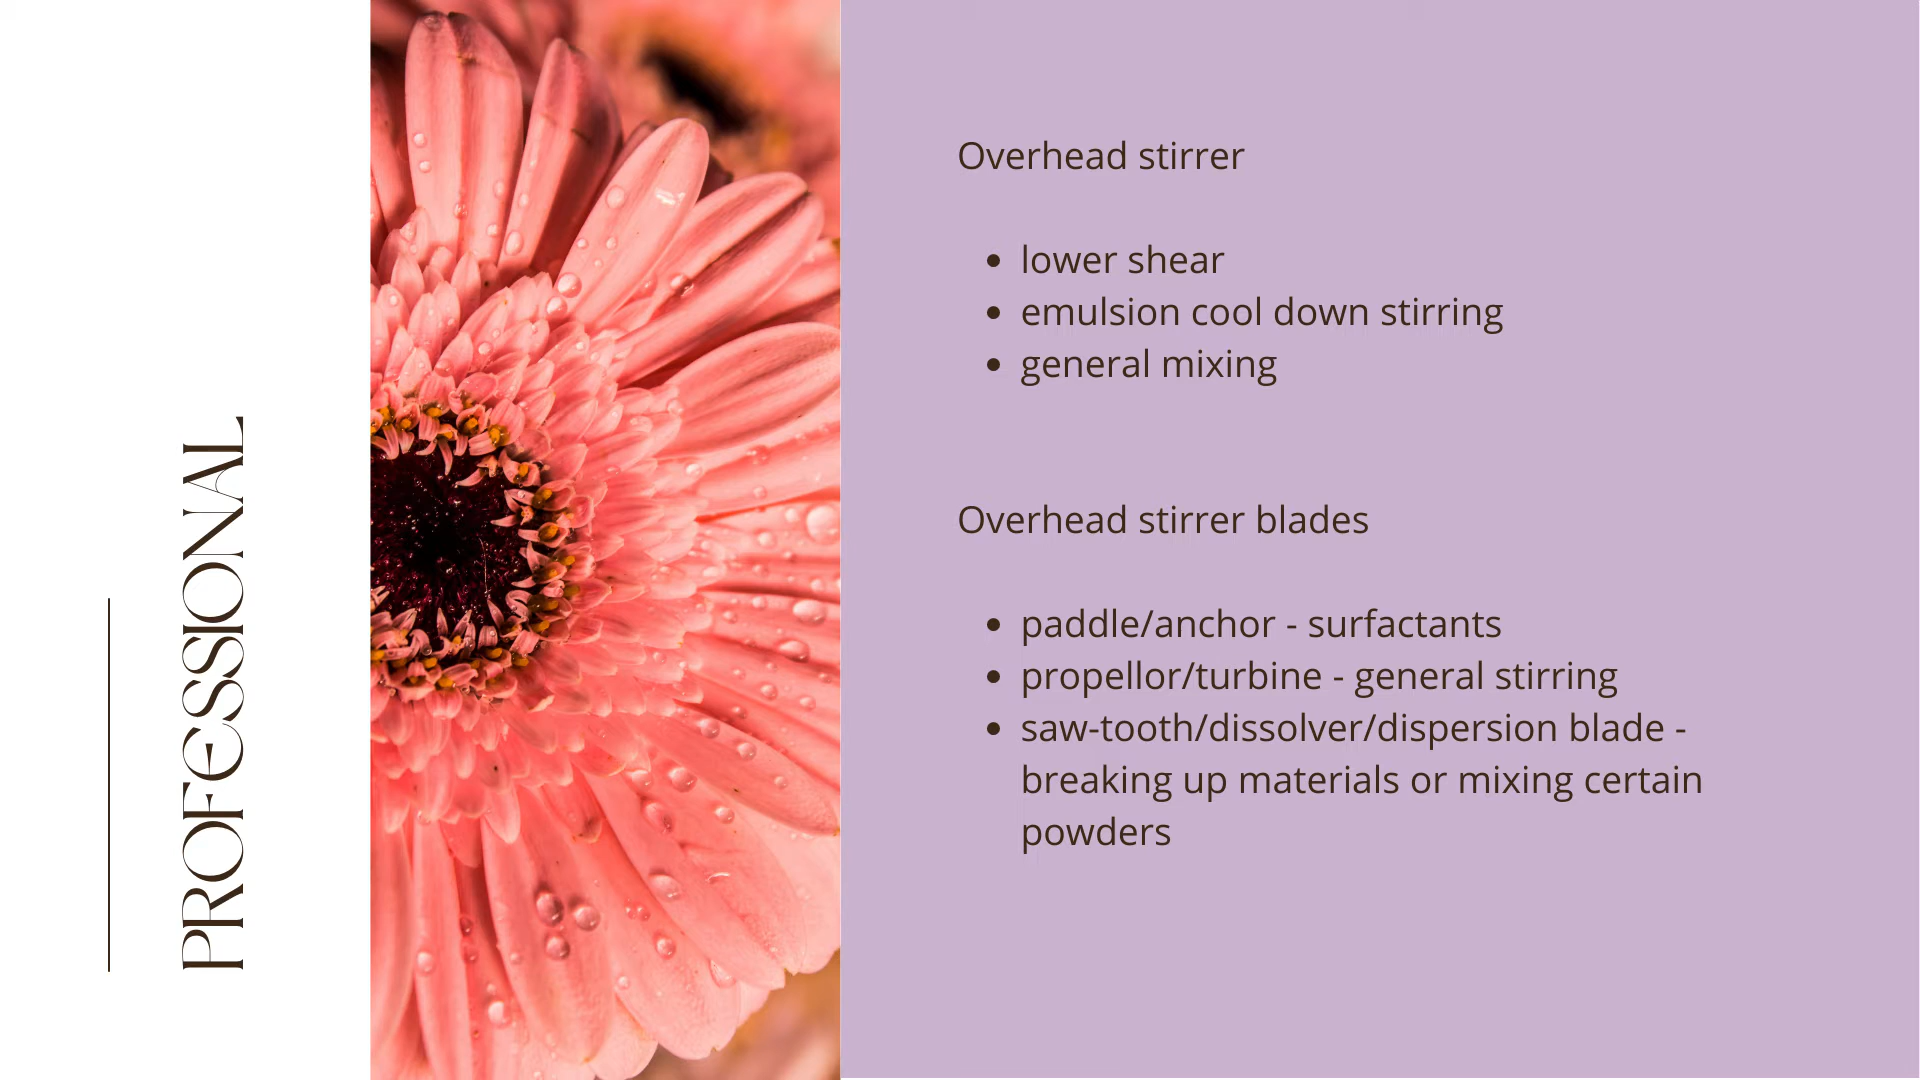 PROFESSIONAL
Overhead stirrer
• lower shear
• emulsion cool down stirring
• general mixing
Overhead stirrer blades
• paddle/anchor - surfactants
• propellor/turbine - general stirring
• saw-tooth/dissolver/dispersion blade -
breaking up materials or mixing certain
powders